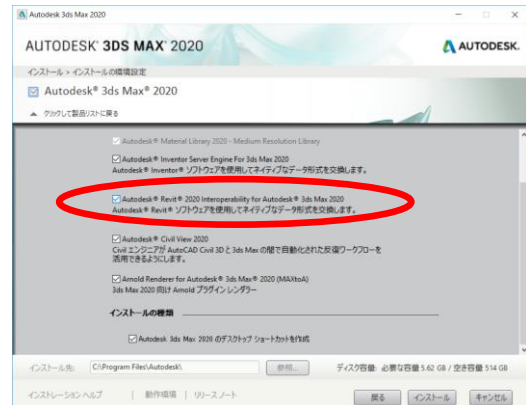 Autodesk 3ds Max 2020
AUTODESK® 3DS MAX® 2020
AUTODESK.
インストール > インストールの環境設定
Autodesk® 3ds Max® 2020
クリックして製品リストに戻る
Autodesk® Material Library 2020 - Medium Resolution Library
Autodesk® Inventor Server Engine For 3ds Max 2020
Autodesk® Inventor® ソフトウェアを使用してネイティブなデータ形式を交換します。
Autodesk® Revit® 2020 Interoperability for Autodesk® 3ds Max 2020
Autodesk® Revit® ソフトウェアを使用してネイティブなデータ形式を交換します。
Autodesk® Civil View 2020
Civil エンジニアが AutoCAD Civil 3D と 3ds Max の間で自動化された反復ワークフローを
活用できるようにします。
Arnold Renderer for Autodesk® 3ds Max® 2020 (MAXtoA)
3ds Max 2020 向け Arnold プラグイン レンダラー
インストールの種類
Autodesk 3ds Max 2020 のデスクトップ ショートカットを作成
インストール先: C:\Program Files\Autodesk\ 参照... ディスク容量: 必要な容量 5.62 GB / 空き容量 514 GB
インストレーション ヘルプ | 動作環境 | リリース ノート 戻る インストール キャンセル